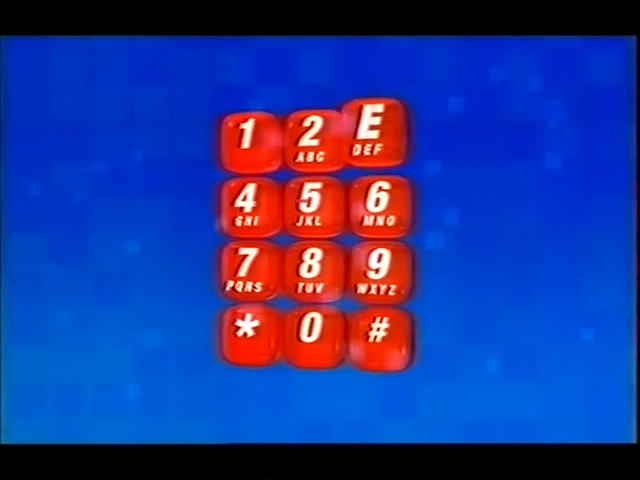 1 2 E
ABC DEF
4 5 6
GHI JKL MNO
7 8 9
PQRS TUV WXYZ
* 0 #